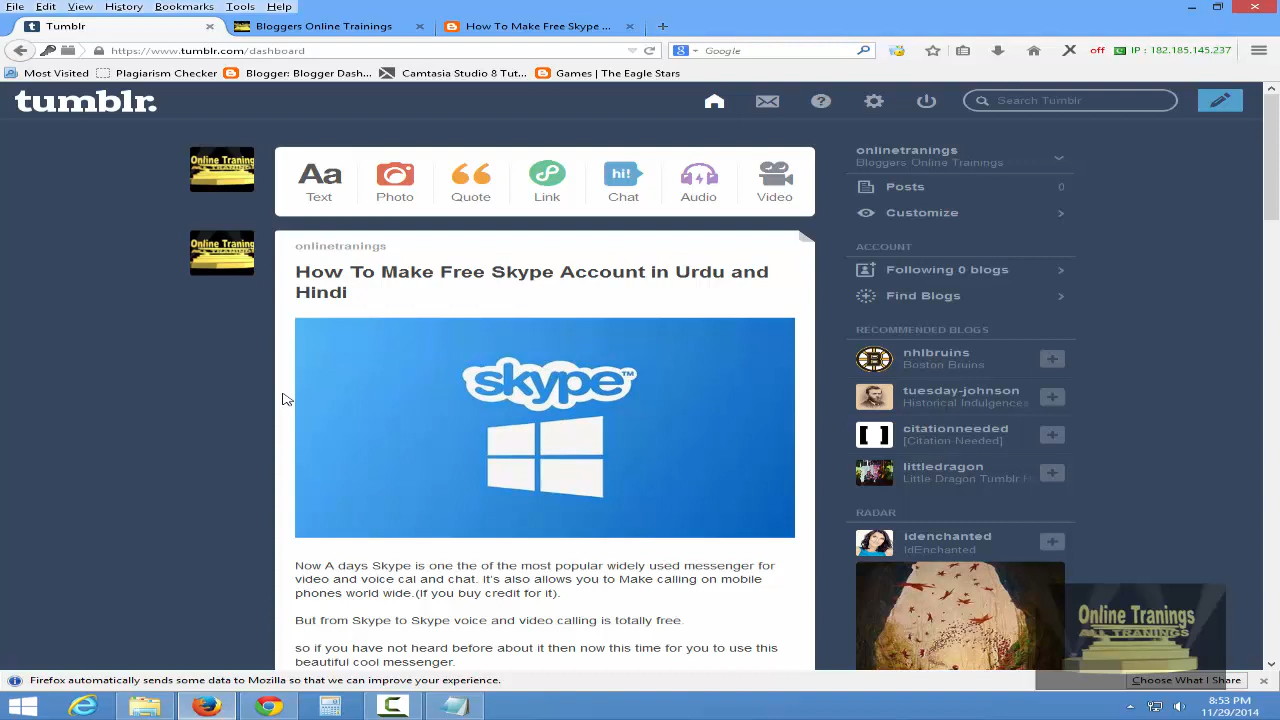 File Edit View History Bookmarks Tools Help
Tumblr Bloggers Online Trainings How To Make Free Skype ...
https://www.tumblr.com/dashboard Google off IP : 182.185.145.237
Most Visited Plagiarism Checker Blogger: Blogger Dash... Camtasia Studio 8 & Tut... Games | The Eagle Stars
tumblr. Search Tumblr
Online Tranings
Aa hi!
Text Photo Quote Link Chat Audio Video
onlinetranings
Bloggers Online Trainings
Posts 0
Customize
ACCOUNT
Following 0 blogs
Find Blogs
RECOMMENDED BLOGS
nhlbruins
Boston Bruins
tuesday-johnson
Historical Indulgences
citationneeded
[Citation Needed]
littledragon
Little Dragon Tumblr
RADAR
idenchanted
IdEnchanted
Online Tranings
onlinetranings
How To Make Free Skype Account in Urdu and
Hindi
skype™
Now A days Skype is one the of the most popular widely used messenger for
video and voice cal and chat. It's also allows you to Make calling on mobile
phones world wide.(If you buy credit for it).
But from Skype to Skype voice and video calling is totally free.
so if you have not heard before about it then now this time for you to use this
beautiful cool messenger.
Online Tranings
ALL TRANINGS
Firefox automatically sends some data to Mozilla so that we can improve your experience. Choose What I Share
8:53 PM
11/29/2014